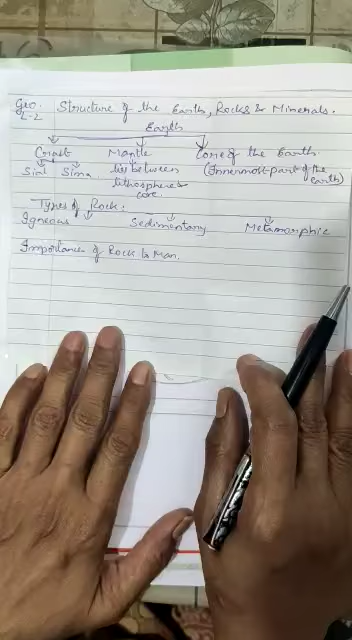 Geo. Structure of the Earth, Rocks & Minerals.
L-2
Earth
Crust Mantle Core of the Earth
Sial Sima lies between (Innermost part of the
lithosphere & earth)
core.
Types of Rock:
Igneous Sedimentary Metamorphic
Importance of Rock to Man.